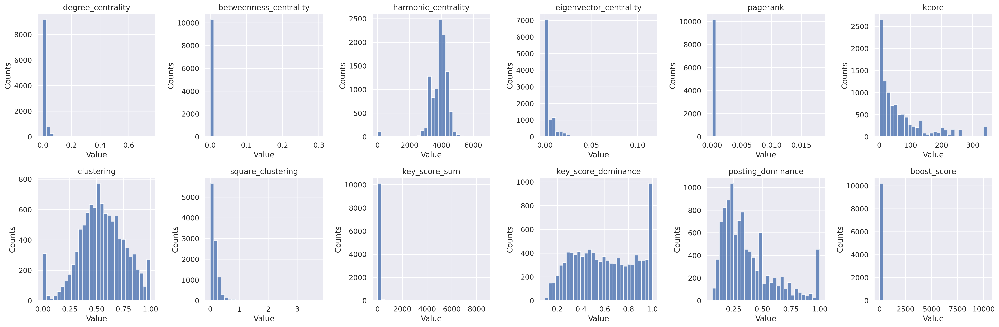 degree_centrality
Counts
8000
6000
4000
2000
0
0.0 0.2 0.4 0.6
Value
betweenness_centrality
Counts
10000
8000
6000
4000
2000
0
0.0 0.1 0.2 0.3
Value
harmonic_centrality
Counts
2500
2000
1500
1000
500
0
0 2000 4000 6000
Value
eigenvector_centrality
Counts
7000
6000
5000
4000
3000
2000
1000
0
0.00 0.05 0.10
Value
pagerank
Counts
10000
8000
6000
4000
2000
0
0.000 0.005 0.010 0.015
Value
kcore
Counts
2500
2000
1500
1000
500
0
0 100 200 300
Value
clustering
Counts
800
600
400
200
0
0.00 0.25 0.50 0.75 1.00
Value
square_clustering
Counts
5000
4000
3000
2000
1000
0
0 1 2 3
Value
key_score_sum
Counts
10000
8000
6000
4000
2000
0
0 2000 4000 6000 8000
Value
key_score_dominance
Counts
1000
800
600
400
200
0
0.2 0.4 0.6 0.8 1.0
Value
posting_dominance
Counts
1000
800
600
400
200
0
0.25 0.50 0.75 1.00
Value
boost_score
Counts
10000
8000
6000
4000
2000
0
0 2500 5000 7500 10000
Value